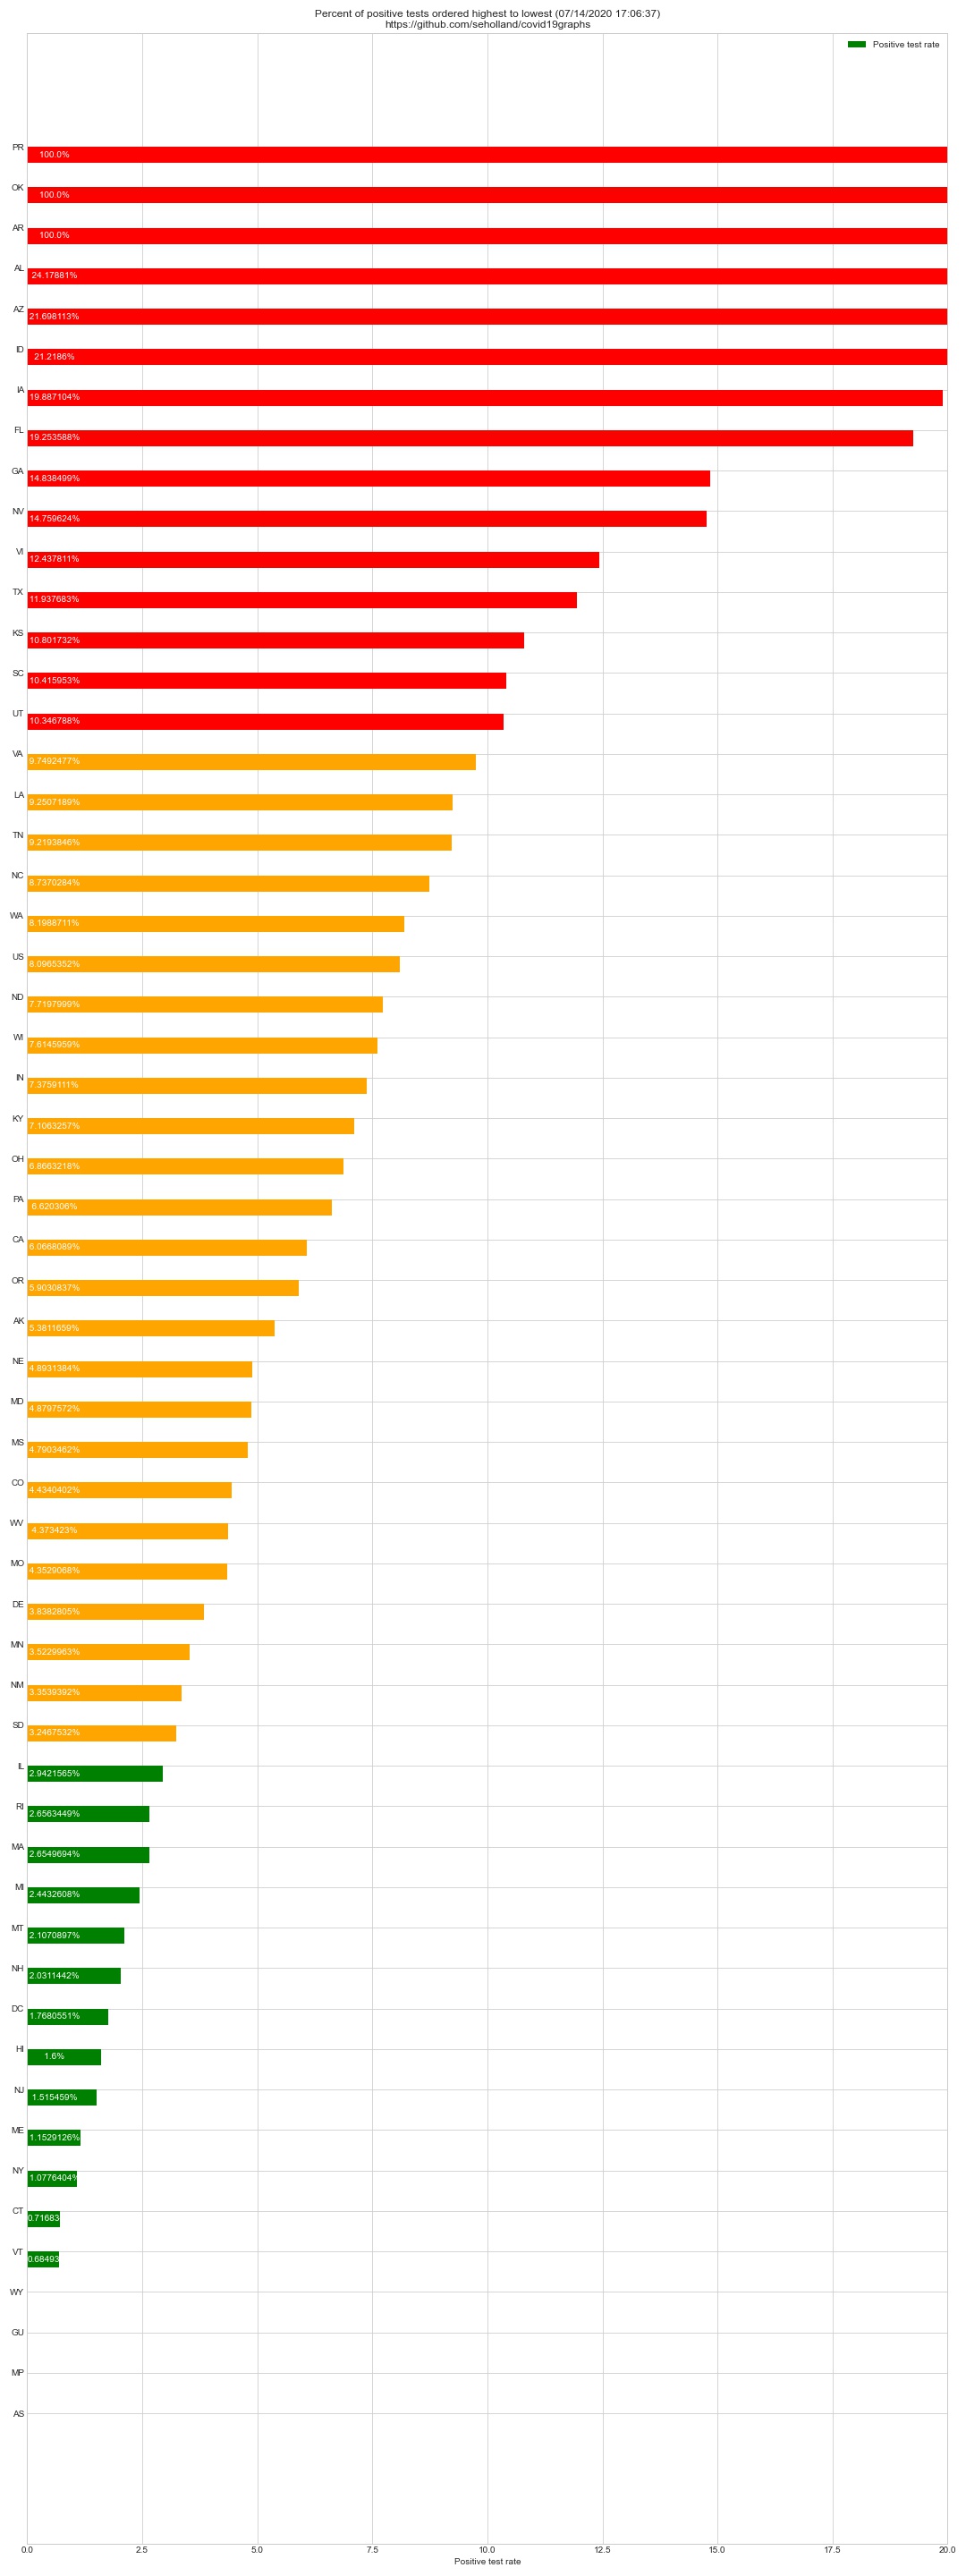 Percent of positive tests ordered highest to lowest (07/14/2020 17:06:37)
https://github.com/seholland/covid19graphs
Positive test rate
PR 100.0%
OK 100.0%
AR 100.0%
AL 24.17881%
AZ 21.698113%
ID 21.2186%
IA 19.887104%
FL 19.253588%
GA 14.838499%
NV 14.759624%
VI 12.437811%
TX 11.937683%
KS 10.801732%
SC 10.415953%
UT 10.346788%
VA 9.7492477%
LA 9.2507189%
TN 9.2193846%
NC 8.7370284%
WA 8.1988711%
US 8.0965352%
ND 7.7197999%
WI 7.6145959%
IN 7.3759111%
KY 7.1063257%
OH 6.8663218%
PA 6.620306%
CA 6.0668089%
OR 5.9030837%
AK 5.3811659%
NE 4.8931384%
MD 4.8797572%
MS 4.7903462%
CO 4.4340402%
WV 4.373423%
MO 4.3529068%
DE 3.8382805%
MN 3.5229963%
NM 3.3539392%
SD 3.2467532%
IL 2.9421565%
RI 2.6563449%
MA 2.6549694%
MI 2.4432608%
MT 2.1070897%
NH 2.0311442%
DC 1.7680551%
HI 1.6%
NJ 1.515459%
ME 1.1529126%
NY 1.0776404%
CT 0.71683
VT 0.68493
WY
GU
MP
AS
0.0 2.5 5.0 7.5 10.0 12.5 15.0 17.5 20.0
Positive test rate